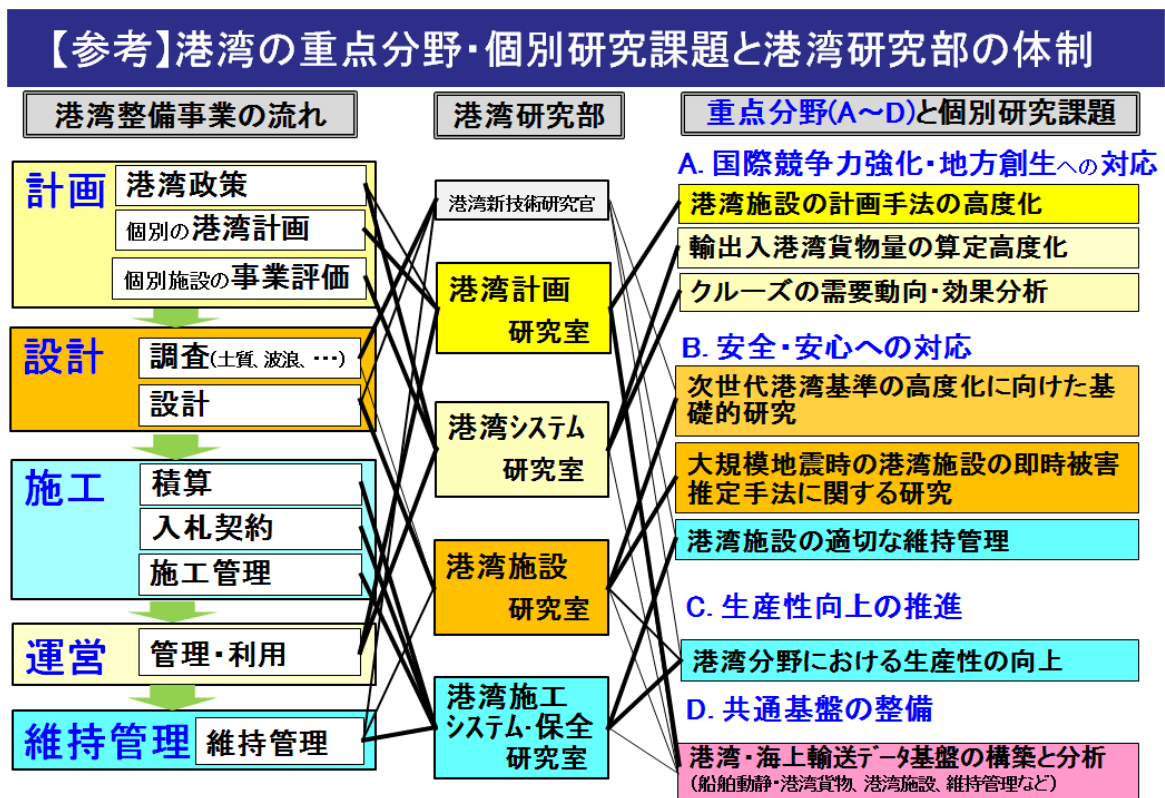 【参考】港湾の重点分野・個別研究課題と港湾研究部の体制
港湾整備事業の流れ
計画
港湾政策
個別の港湾計画
個別施設の事業評価
設計
調査(土質、波浪、・・・)
設計
施工
積算
入札契約
施工管理
運営
管理・利用
維持管理
維持管理
港湾研究部
港湾新技術研究官
港湾計画
研究室
港湾システム
研究室
港湾施設
研究室
港湾施工
システム・保全
研究室
重点分野(A～D)と個別研究課題
A. 国際競争力強化・地方創生への対応
港湾施設の計画手法の高度化
輸出入港湾貨物量の算定高度化
クルーズの需要動向・効果分析
B. 安全・安心への対応
次世代港湾基準の高度化に向けた基
礎的研究
大規模地震時の港湾施設の即時被害
推定手法に関する研究
港湾施設の適切な維持管理
C. 生産性向上の推進
港湾分野における生産性の向上
D. 共通基盤の整備
港湾・海上輸送ﾃﾞｰﾀ基盤の構築と分析
(船舶動静・港湾貨物、港湾施設、維持管理など)